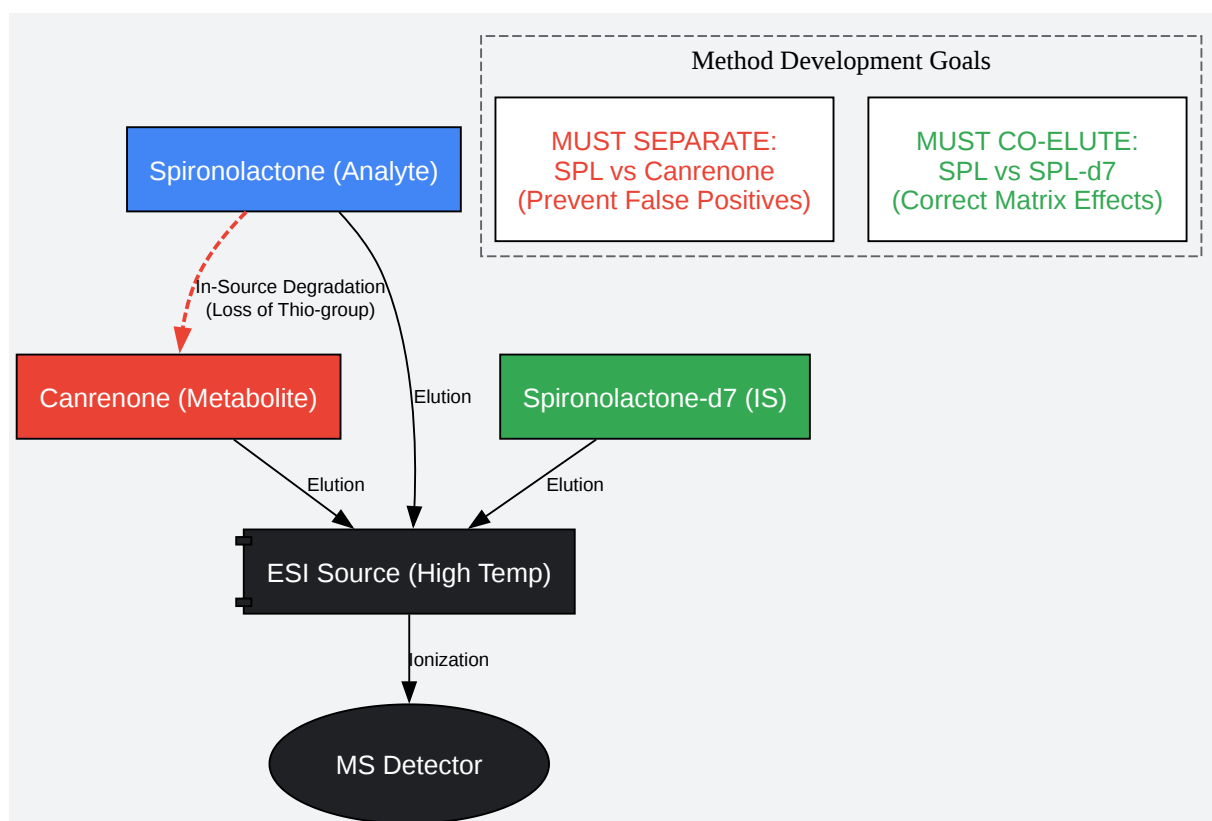 Method Development Goals
MUST SEPARATE:
SPL vs Canrenone
(Prevent False Positives)
MUST CO-ELUTE:
SPL vs SPL-d7
(Correct Matrix Effects)
Spironolactone (Analyte)
In-Source Degradation
(Loss of Thio-group)
Canrenone (Metabolite)
Elution
Spironolactone-d7 (IS)
Elution
Elution
ESI Source (High Temp)
Ionization
MS Detector